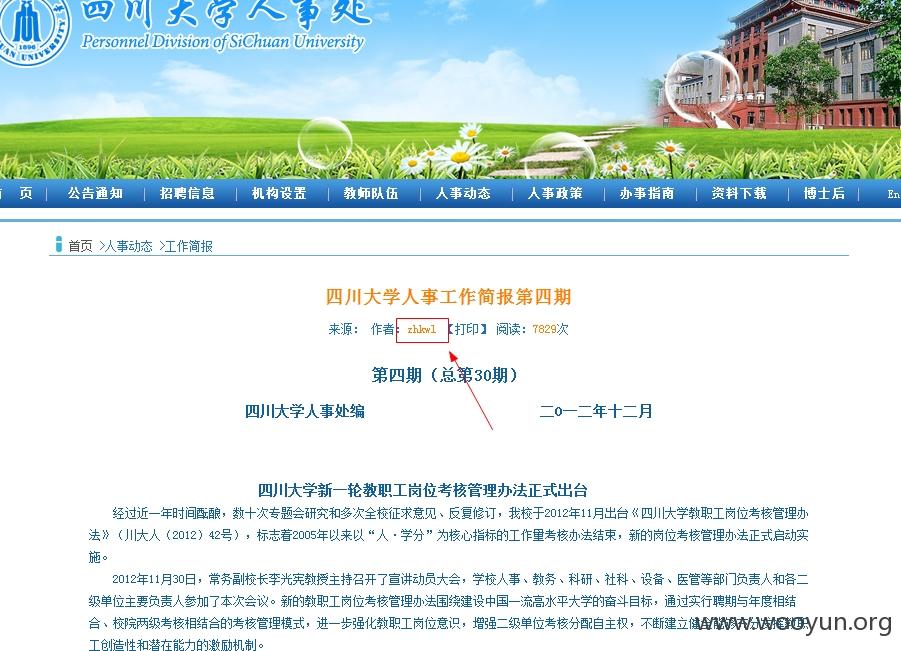 四川大学人事处
Personnel Division of SiChuan University
1896
页 | 公告通知 | 招聘信息 | 机构设置 | 教师队伍 | 人事动态 | 人事政策 | 办事指南 | 资料下载 | 博士后 | En
首页 >人事动态 >工作简报
四川大学人事工作简报第四期
来源： 作者：zhkwl 【打印】 阅读：7829次
第四期（总第30期）
四川大学人事处编 二o一二年十二月
四川大学新一轮教职工岗位考核管理办法正式出台
经过近一年时间酝酿，数十次专题会研究和多次全校征求意见、反复修订，我校于2012年11月出台《四川大学教职工岗位考核管理办
法》（川大人（2012）42号），标志着2005年以来以“人·学分”为核心指标的工作量考核办法结束，新的岗位考核管理办法正式启动实
施。
2012年11月30日，常务副校长李光宪教授主持召开了宣讲动员大会，学校人事、教务、科研、社科、设备、医管等部门负责人和各二
级单位主要负责人参加了本次会议。新的教职工岗位考核管理办法围绕建设中国一流高水平大学的奋斗目标，通过实行聘期与年度相结
合、校院两级考核相结合的考核管理模式，进一步强化教职工岗位意识，增强二级单位考核分配自主权，不断建立健全
工创造性和潜在能力的激励机制。
www.wooyun.org